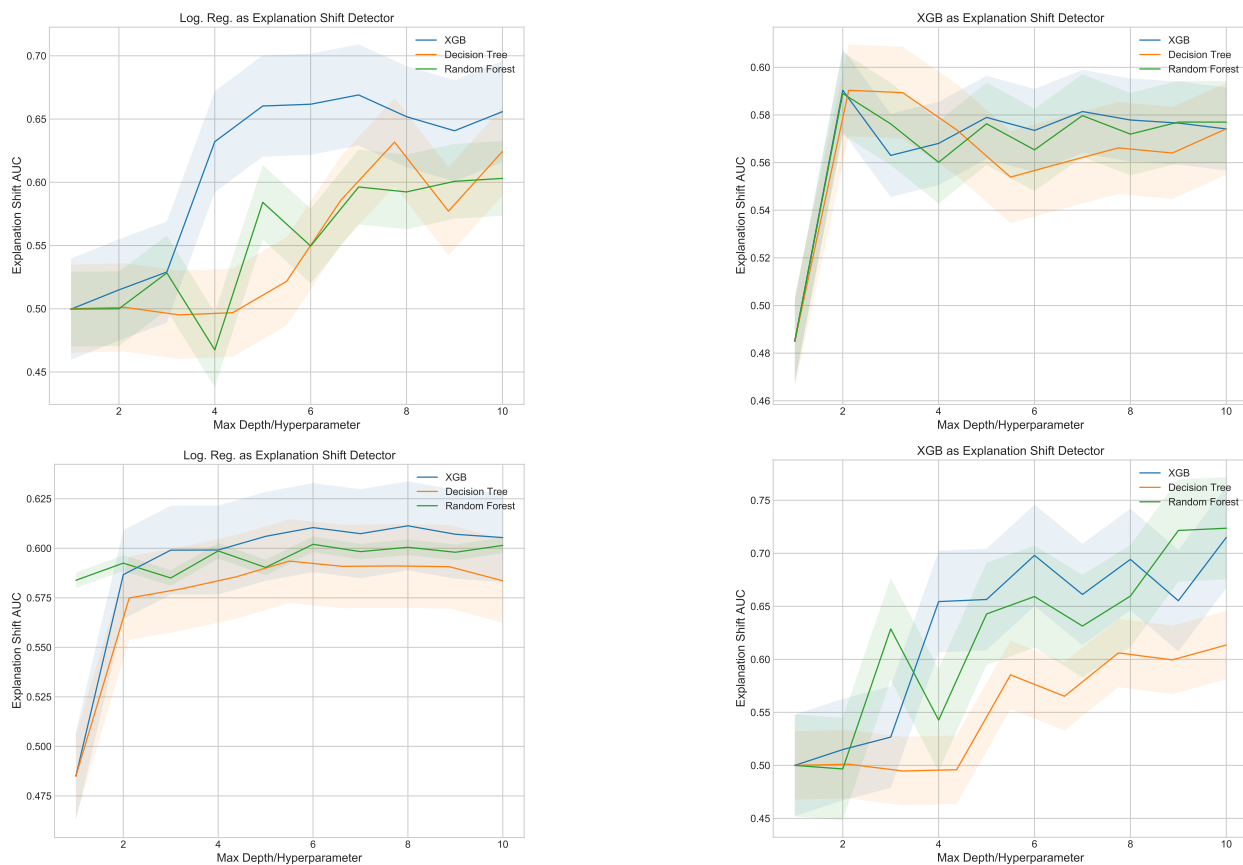 Log. Reg. as Explanation Shift Detector
XGB
Decision Tree
Random Forest
0.70
0.65
0.60
0.55
0.50
0.45
Explanation Shift AUC
2
4
6
8
10
Max Depth/Hyperparameter
XGB as Explanation Shift Detector
XGB
Decision Tree
Random Forest
0.60
0.58
0.56
0.54
0.52
0.50
0.48
0.46
Explanation Shift AUC
2
4
6
8
10
Max Depth/Hyperparameter
Log. Reg. as Explanation Shift Detector
XGB
Decision Tree
Random Forest
0.625
0.600
0.575
0.550
0.525
0.500
0.475
Explanation Shift AUC
2
4
6
8
10
Max Depth/Hyperparameter
XGB as Explanation Shift Detector
XGB
Decision Tree
Random Forest
0.75
0.70
0.65
0.60
0.55
0.50
0.45
Explanation Shift AUC
2
4
6
8
10
Max Depth/Hyperparameter